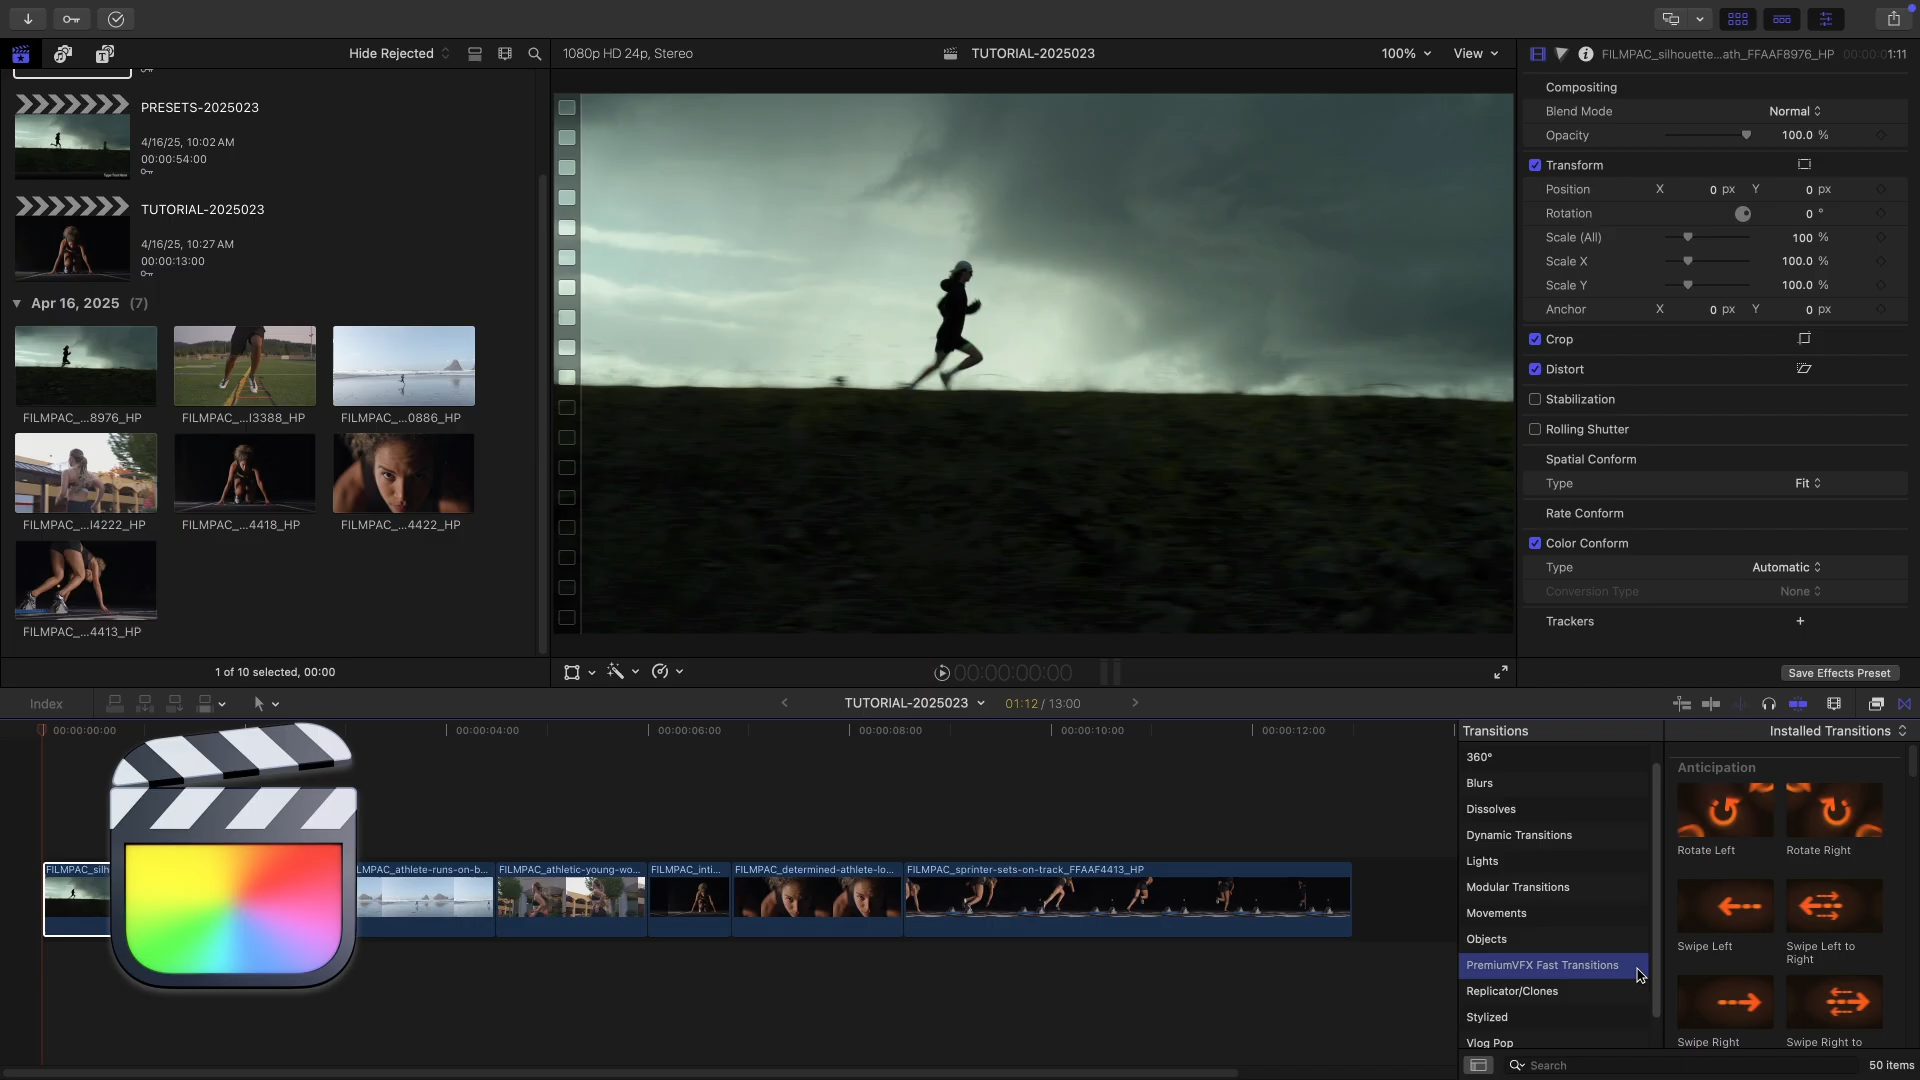 Hide Rejected
1080p HD 24p, Stereo
TUTORIAL-2025023
100%
View
FILMPAC_silhouette...ath_FFAAF8976_HP
00:00:01:11
PRESETS-2025023
4/16/25, 10:02 AM
00:00:54:00
TUTORIAL-2025023
4/16/25, 10:27 AM
00:00:13:00
Apr 16, 2025 (7)
FILMPAC_...8976_HP
FILMPAC_...I3388_HP
FILMPAC_...0886_HP
FILMPAC_...I4222_HP
FILMPAC_...4418_HP
FILMPAC_...4422_HP
FILMPAC_...4413_HP
1 of 10 selected, 00:00
00:00:00:00
Compositing
Blend Mode Normal
Opacity 100.0 %
Transform
Position X 0 px Y 0 px
Rotation 0 °
Scale (All) 100 %
Scale X 100.0 %
Scale Y 100.0 %
Anchor X 0 px Y 0 px
Crop
Distort
Stabilization
Rolling Shutter
Spatial Conform
Type Fit
Rate Conform
Color Conform
Type Automatic
Conversion Type None
Trackers +
Save Effects Preset
Index
TUTORIAL-2025023
01:12 / 13:00
00:00:00:00
00:00:04:00
00:00:06:00
00:00:08:00
00:00:10:00
00:00:12:00
FILMPAC_silh
LMPAC_athlete-runs-on-b...
FILMPAC_athletic-young-wo...
FILMPAC_inti...
FILMPAC_determined-athlete-lo...
FILMPAC_sprinter-sets-on-track_FFAAF4413_HP
Transitions
Installed Transitions
360°
Blurs
Dissolves
Dynamic Transitions
Lights
Modular Transitions
Movements
Objects
PremiumVFX Fast Transitions
Replicator/Clones
Stylized
Vlog Pop
Anticipation
Rotate Left
Rotate Right
Swipe Left
Swipe Left to
Right
Swipe Right
Swipe Right to
Search
50 items